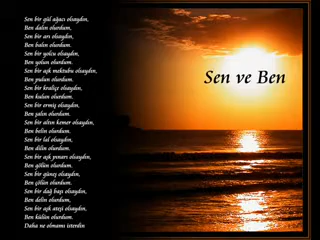 Sen bir gül ağacı olsaydın,
Ben dalın olurdum.
Sen bir arı olsaydın,
Ben balın olurdum.
Sen bir yolcu olsaydın,
Ben yolun olurdum.
Sen bir aşk mektubu olsaydın,
Ben pulun olurdum.
Sen bir kraliçe olsaydın,
Ben kulun olurdum.
Sen bir ermiş olsaydın,
Ben yalın olurdum.
Sen bir altın kemer olsaydın,
Ben belin olurdum.
Sen bir lal olsaydın,
Ben dilin olurdum.
Sen bir aşk pınarı olsaydın,
Ben gölün olurdum.
Sen bir güneş olsaydın,
Ben çölün olurdum.
Sen bir dağ başı olsaydın,
Ben delin olurdum,
Sen bir aşk ateşi olsaydın,
Ben külün olurdum.
Daha ne olmamı isterdin
Sen ve Ben